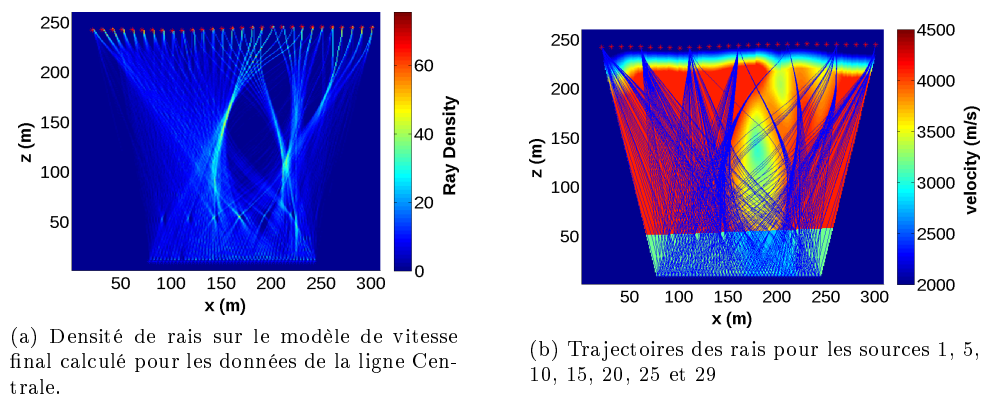 250
200
150
100
50
z (m)
50 100 150 200 250 300
x (m)
60
40
20
0
Ray Density
(a) Densité de rais sur le modèle de vitesse
final calculé pour les données de la ligne Cen-
trale.
250
200
150
100
50
z (m)
50 100 150 200 250 300
x (m)
4500
4000
3500
3000
2500
2000
velocity (m/s)
(b) Trajectoires des rais pour les sources 1, 5,
10, 15, 20, 25 et 29